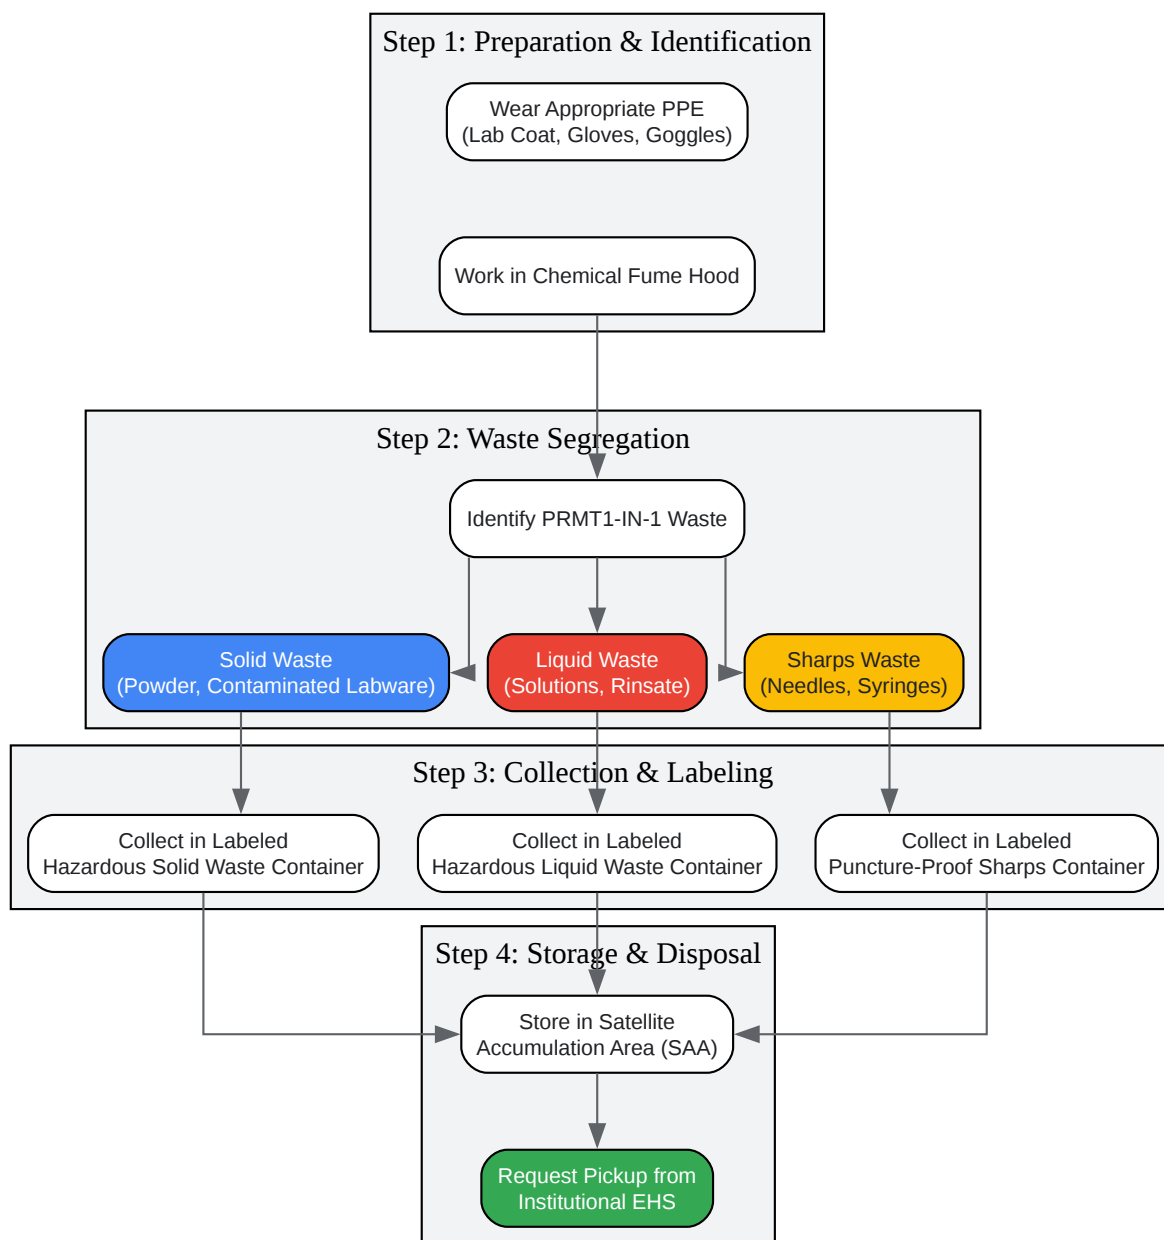 Step 1: Preparation & Identification
Wear Appropriate PPE
(Lab Coat, Gloves, Goggles)
Work in Chemical Fume Hood
Step 2: Waste Segregation
Identify PRMT1-IN-1 Waste
Solid Waste
(Powder, Contaminated Labware)
Liquid Waste
(Solutions, Rinsate)
Sharps Waste
(Needles, Syringes)
Step 3: Collection & Labeling
Collect in Labeled
Hazardous Solid Waste Container
Collect in Labeled
Hazardous Liquid Waste Container
Collect in Labeled
Puncture-Proof Sharps Container
Step 4: Storage & Disposal
Store in Satellite
Accumulation Area (SAA)
Request Pickup from
Institutional EHS